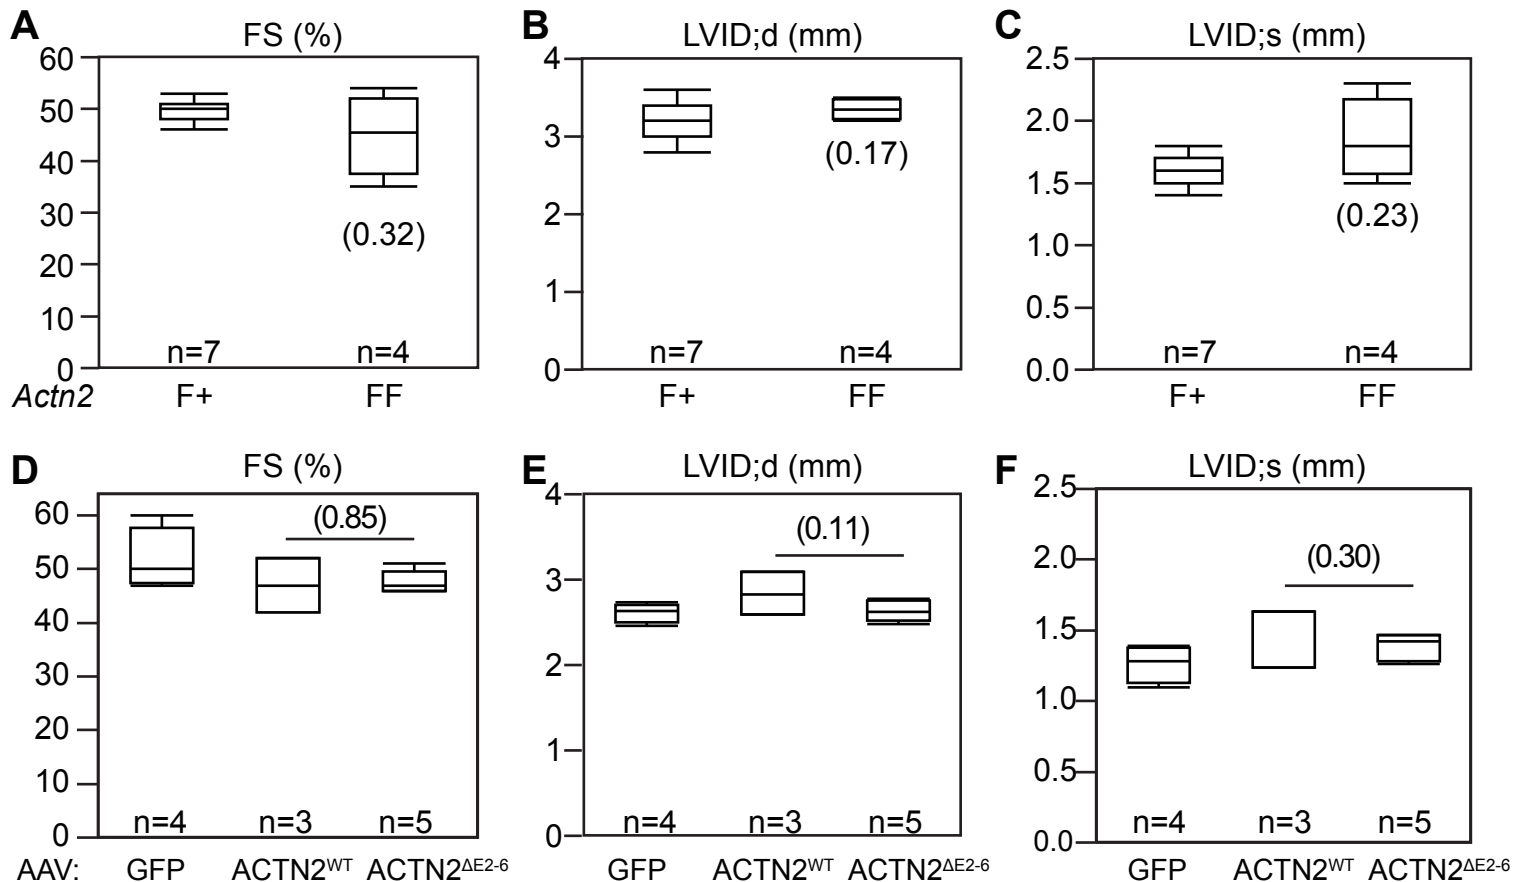 A
FS (%)
60
50
40
30
20
10
0
(0.32)
n=7
n=4
Actn2
F+
FF
B
LVID;d (mm)
4
3
2
1
0
(0.17)
n=7
n=4
F+
FF
C
LVID;s (mm)
2.5
2.0
1.5
1.0
0.5
0.0
(0.23)
n=7
n=4
F+
FF
D
FS (%)
60
50
40
30
20
10
0
(0.85)
n=4
n=3
n=5
AAV:
GFP
ACTN2WT
ACTN2ΔE2-6
E
LVID;d (mm)
4
3
2
1
0
(0.11)
n=4
n=3
n=5
GFP
ACTN2WT
ACTN2ΔE2-6
F
LVID;s (mm)
2.5
2.0
1.5
1.0
0.5
0.0
(0.30)
n=4
n=3
n=5
GFP
ACTN2WT
ACTN2ΔE2-6